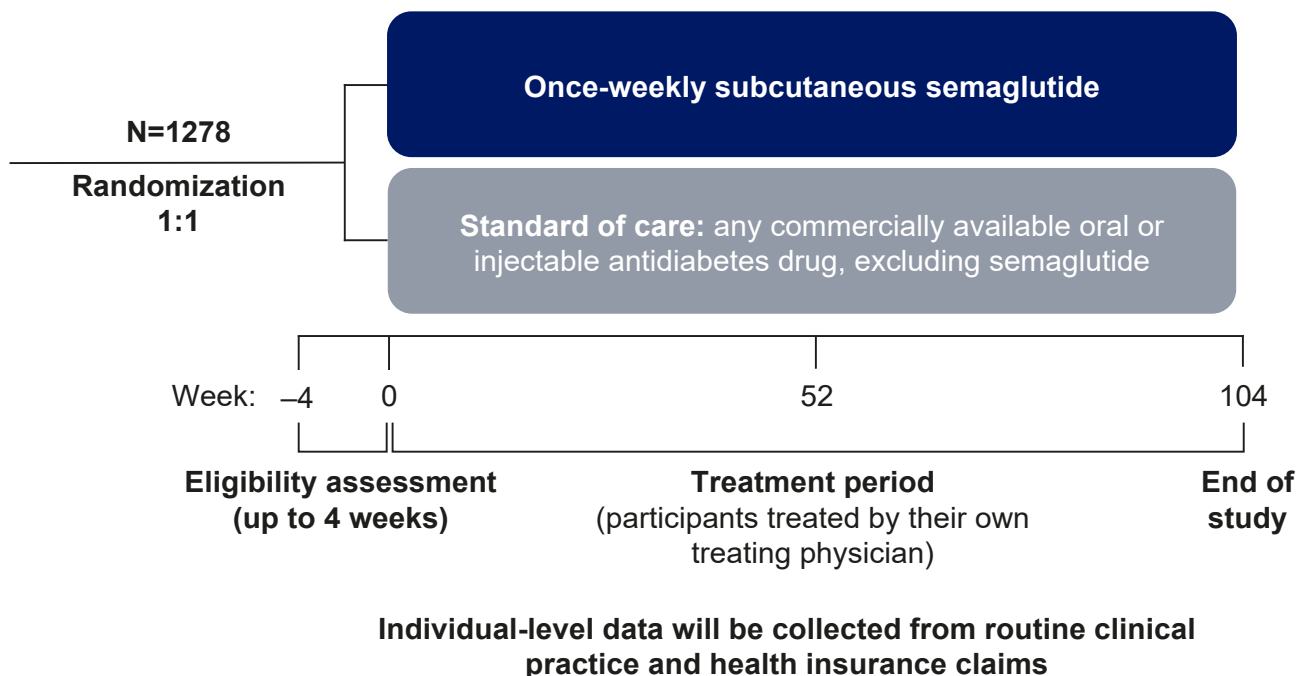 Once-weekly subcutaneous semaglutide
N=1278
Randomization
1:1
Standard of care: any commercially available oral or
injectable antidiabetes drug, excluding semaglutide
Week: –4 0 52 104
Eligibility assessment
(up to 4 weeks)
Treatment period
(participants treated by their own
treating physician)
End of
study
Individual-level data will be collected from routine clinical
practice and health insurance claims